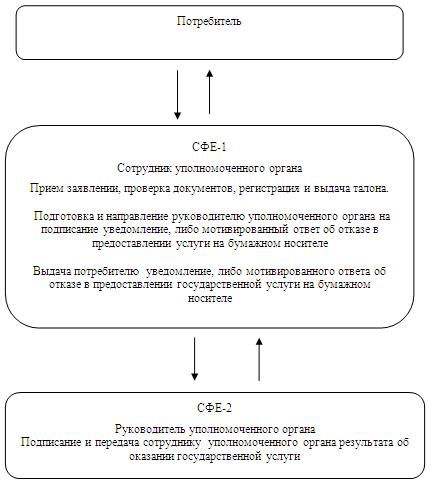 Потребитель
СФЕ-1
Сотрудник уполномоченного органа
Прием заявлении, проверка документов, регистрация и выдача талона.
Подготовка и направление руководителю уполномоченного органа на
подписание уведомление, либо мотивированный ответ об отказе в
предоставлении услуги на бумажном носителе
Выдача потребителю уведомление, либо мотивированного ответа об
отказе в предоставлении государственной услуги на бумажном
носителе
СФЕ-2
Руководитель уполномоченного органа
Подписание и передача сотруднику уполномоченного органа результата об
оказании государственной услуги